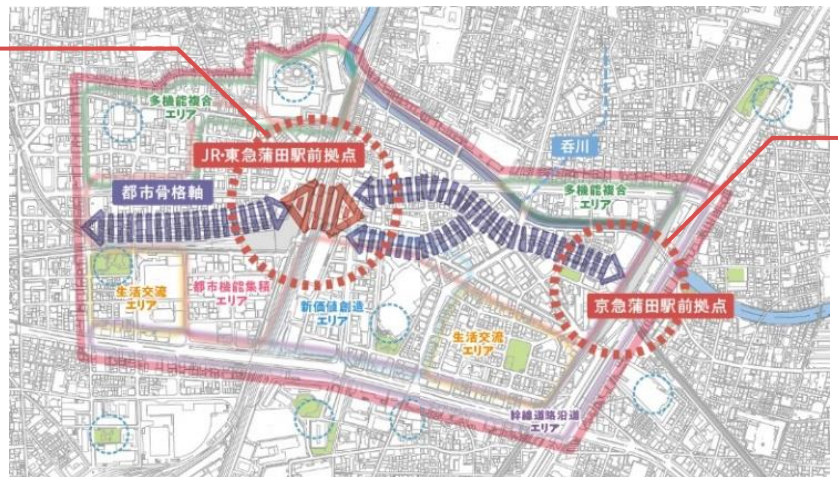 多機能複合
エリア
JR・東急蒲田駅前拠点
呑川
都市骨格軸
多機能複合
エリア
生活交流
エリア
都市機能集積
エリア
新価値創造
エリア
京急蒲田駅前拠点
生活交流
エリア
幹線道路沿道
エリア